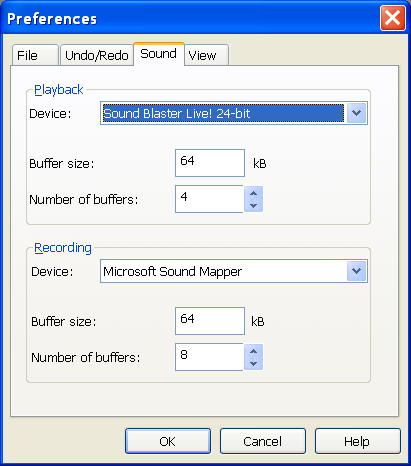 Preferences
File Undo/Redo Sound View
Playback
Device: Sound Blaster Live! 24-bit
Buffer size: 64 kB
Number of buffers: 4
Recording
Device: Microsoft Sound Mapper
Buffer size: 64 kB
Number of buffers: 8
OK Cancel Help